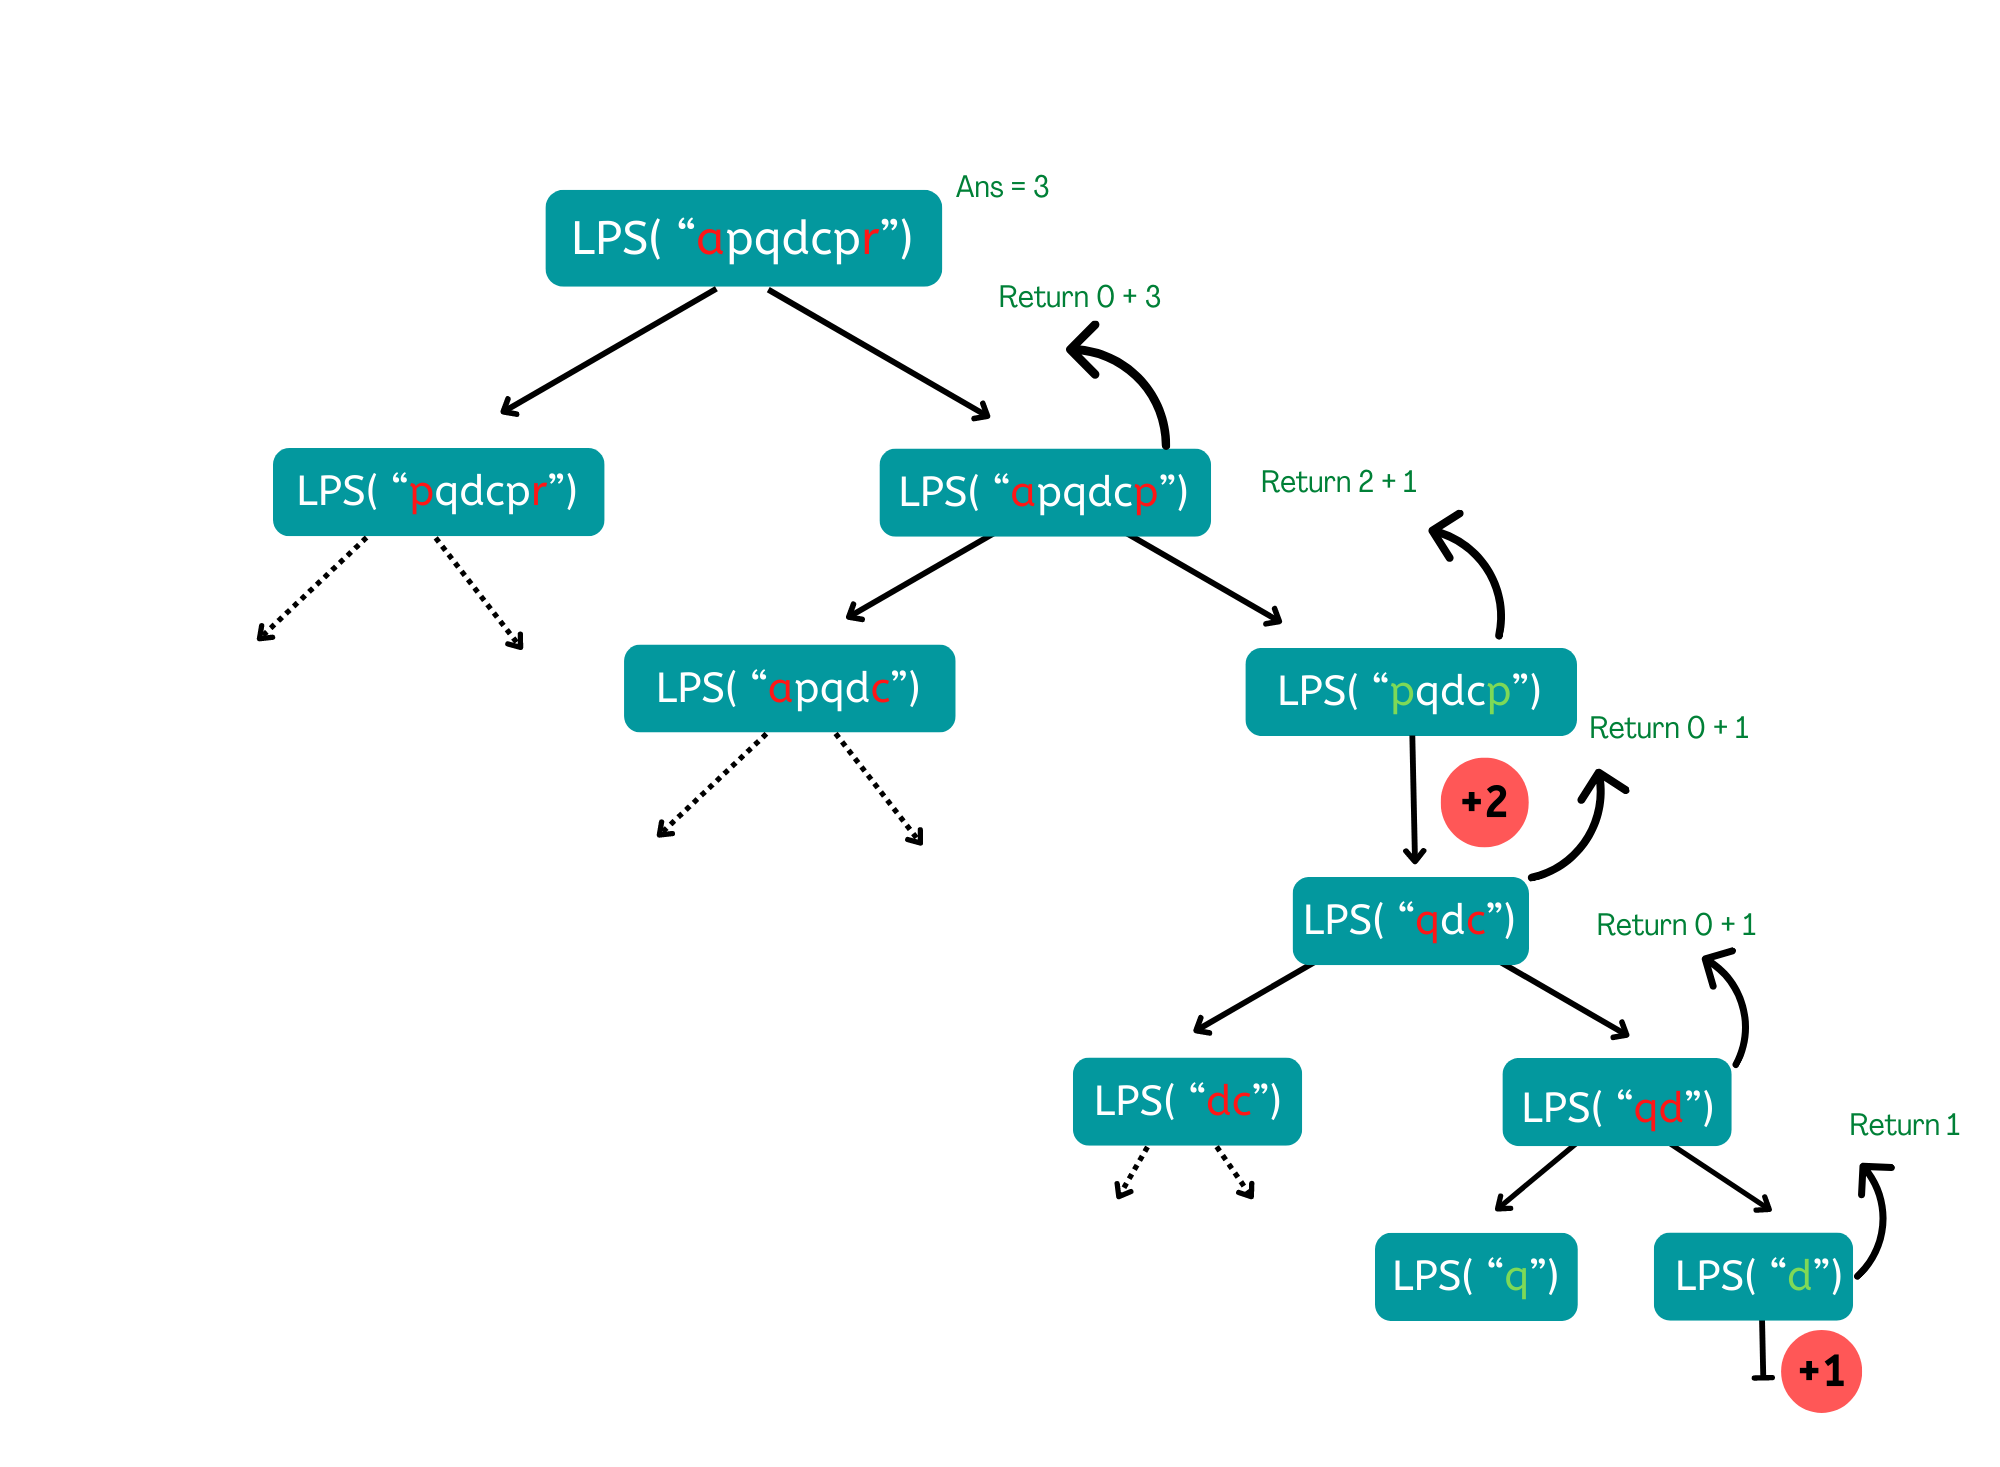 Ans = 3
LPS( “apqdcpr”)
Return 0 + 3
LPS( “pqdcpr”)
LPS( “apqdcp”)
Return 2 + 1
LPS( “apqdc”)
LPS( “pqdcp”)
Return 0 + 1
+2
LPS( “qdc”)
Return 0 + 1
LPS( “dc”)
LPS( “qd”)
Return 1
LPS( “q”)
LPS( “d”)
+1